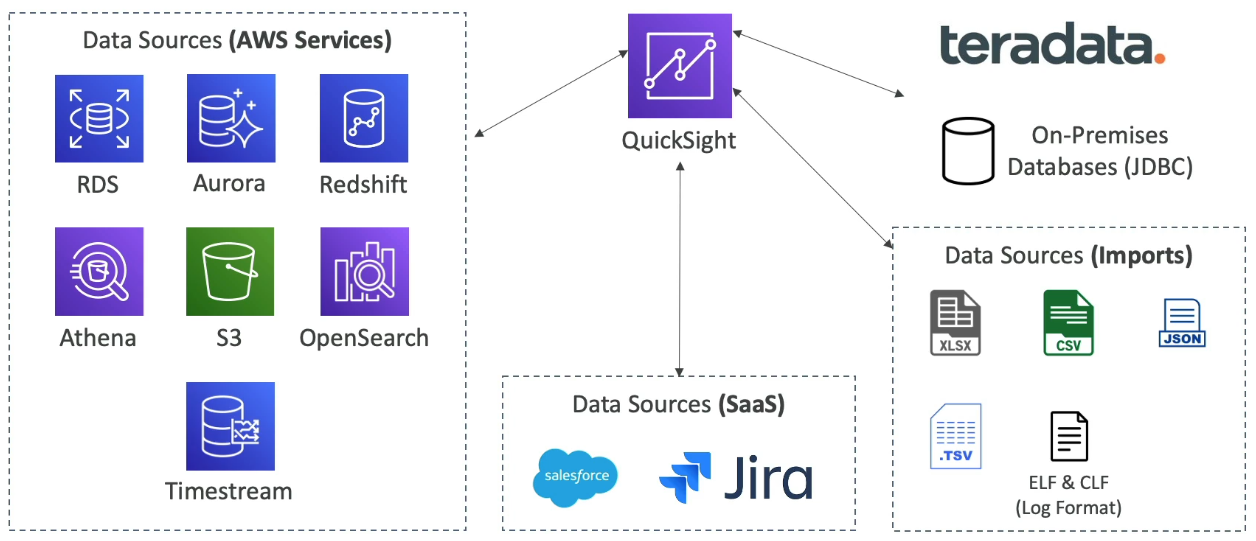 Data Sources (AWS Services)
RDS
Aurora
Redshift
Athena
S3
OpenSearch
Timestream
QuickSight
teradata.
On-Premises
Databases (JDBC)
Data Sources (SaaS)
salesforce
Jira
Data Sources (Imports)
XLSX
CSV
JSON
.TSV
ELF & CLF
(Log Format)